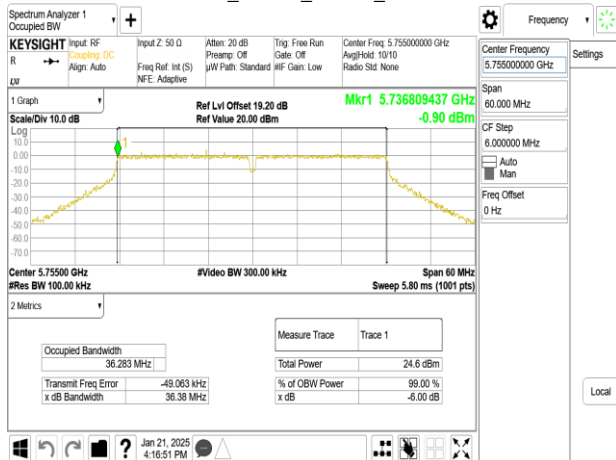 Spectrum Analyzer 1
Occupied BW
Frequency
KEYSIGHT
R
LXI
Input: RF
Coupling: DC
Align: Auto
Input Z: 50 Ω
Freq Ref: Int (S)
NFE: Adaptive
Atten: 20 dB
Preamp: Off
µW Path: Standard
Trig: Free Run
Gate: Off
#IF Gain: Low
Center Freq: 5.755000000 GHz
Avg|Hold: 10/10
Radio Std: None
Center Frequency
5.755000000 GHz
Settings
Span
60.000 MHz
CF Step
6.000000 MHz
Auto
Man
Freq Offset
0 Hz
Local
1 Graph
Scale/Div 10.0 dB
Ref Lvl Offset 19.20 dB
Ref Value 20.00 dBm
Mkr1 5.736809437 GHz
-0.90 dBm
Log
10.0
0.00
-10.0
-20.0
-30.0
-40.0
-50.0
-60.0
-70.0
1
Center 5.75500 GHz
#Res BW 100.00 kHz
#Video BW 300.00 kHz
Span 60 MHz
Sweep 5.80 ms (1001 pts)
2 Metrics
Measure Trace Trace 1
Occupied Bandwidth
36.283 MHz
Total Power 24.6 dBm
Transmit Freq Error -49.063 kHz
% of OBW Power 99.00 %
x dB Bandwidth 36.38 MHz
x dB -6.00 dB
?
Jan 21, 2025
4:16:51 PM